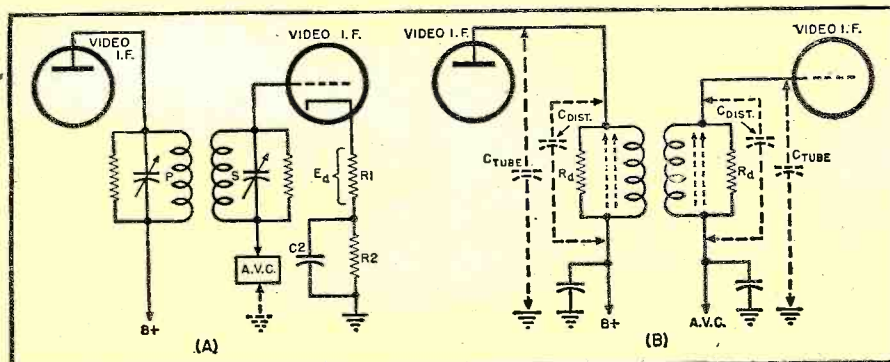 VIDEO
I.F.
P
B+
S
A.V.C.
VIDEO I.F.
Ed
R1
C2
R2
(A)
VIDEO I.F.
CTUBE
CDIST.
Rd
B+
VIDEO I.F.
CDIST.
Rd
CTUBE
A.V.C.
(B)